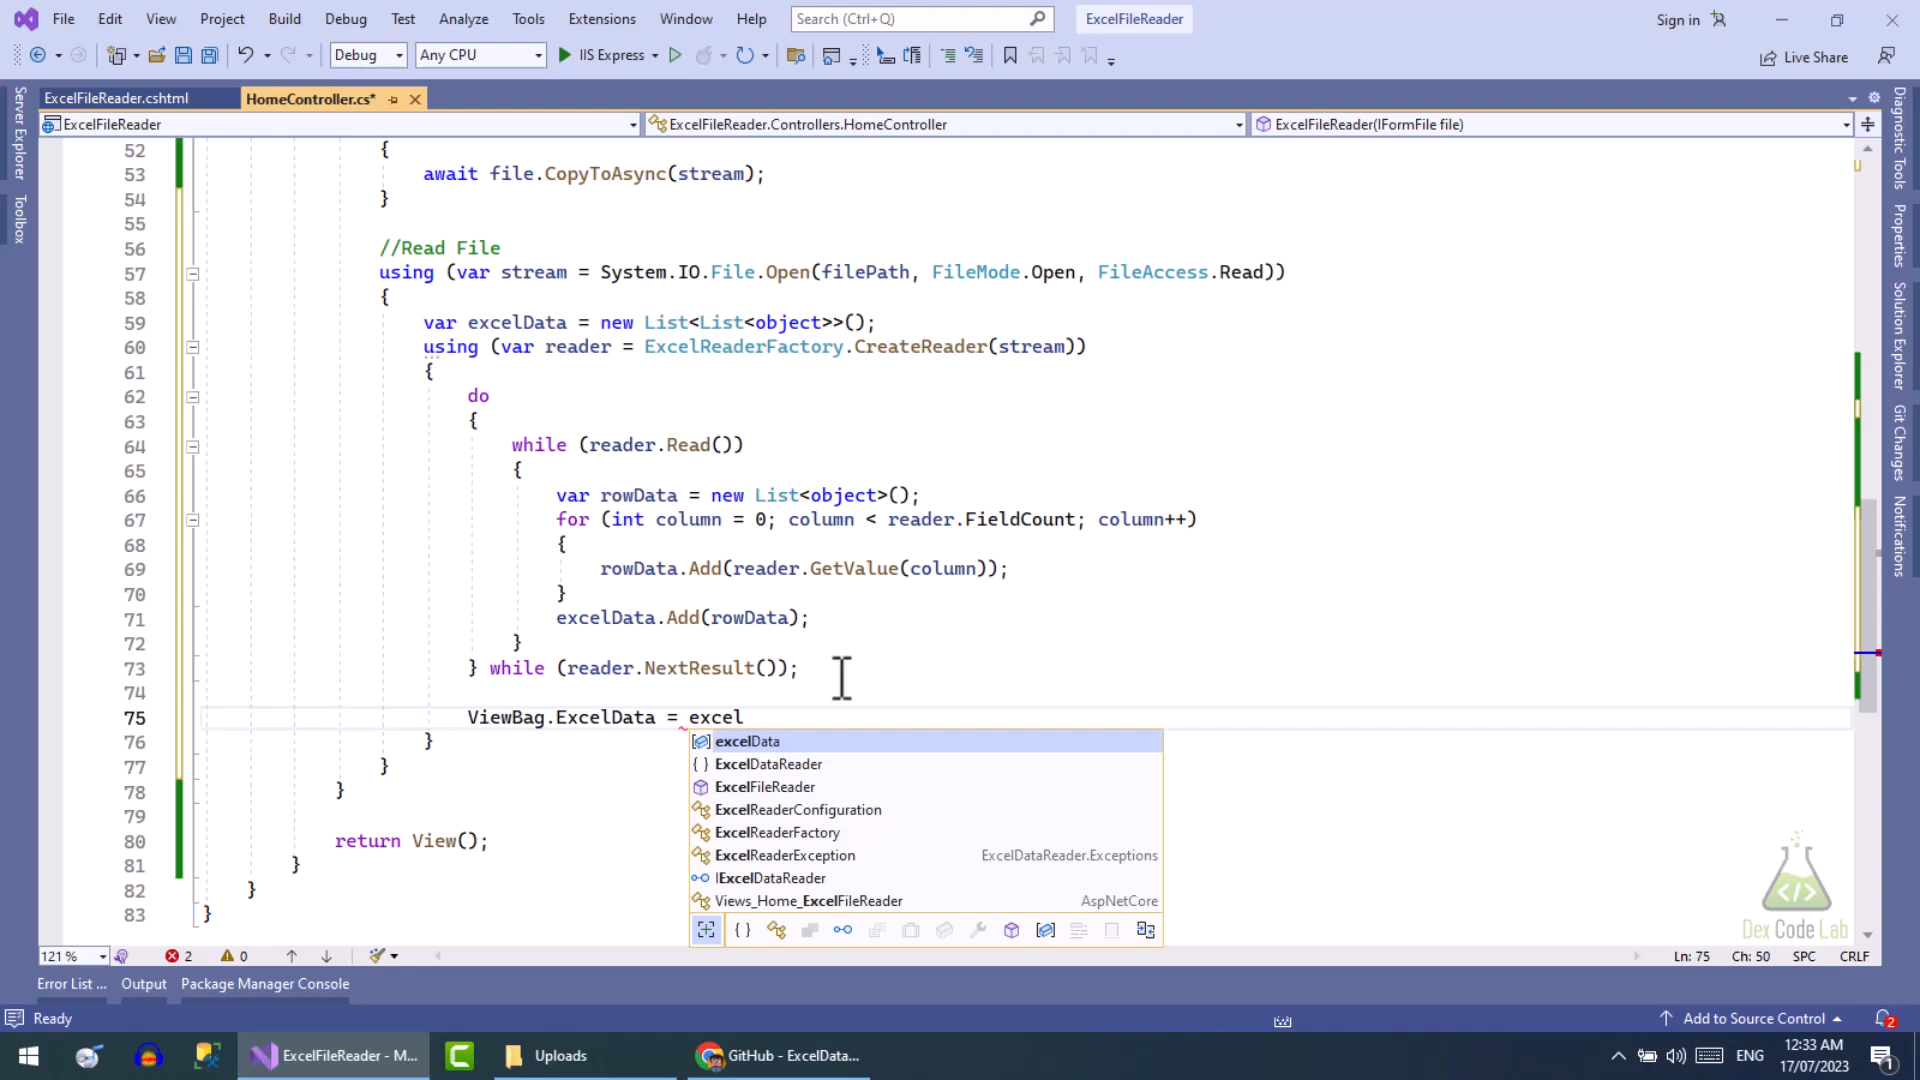 File Edit View Project Build Debug Test Analyze Tools Extensions Window Help Search (Ctrl+Q) ExcelFileReader Sign in
Debug Any CPU IIS Express Live Share
ExcelFileReader.cshtml HomeController.cs*
ExcelFileReader ExcelFileReader.Controllers.HomeController ExcelFileReader(IFormFile file)
Server Explorer
Toolbox
52 {
53 await file.CopyToAsync(stream);
54 }
55
56 //Read File
57 using (var stream = System.IO.File.Open(filePath, FileMode.Open, FileAccess.Read))
58 {
59 var excelData = new List<List<object>>();
60 using (var reader = ExcelReaderFactory.CreateReader(stream))
61 {
62 do
63 {
64 while (reader.Read())
65 {
66 var rowData = new List<object>();
67 for (int column = 0; column < reader.FieldCount; column++)
68 {
69 rowData.Add(reader.GetValue(column));
70 }
71 excelData.Add(rowData);
72 }
73 } while (reader.NextResult());
74
75 ViewBag.ExcelData = excel
76 }
77 }
78 }
79
80 return View();
81 }
82 }
83 }
excelData
ExcelDataReader
ExcelFileReader
ExcelReaderConfiguration
ExcelReaderFactory
ExcelReaderException ExcelDataReader.Exceptions
IExcelDataReader
Views_Home_ExcelFileReader AspNetCore
Diagnostic Tools
Properties
Solution Explorer
Git Changes
Notifications
Dex Code Lab
121 % 2 0 Ln: 75 Ch: 50 SPC CRLF
Error List ... Output Package Manager Console
Ready Add to Source Control 2
ExcelFileReader - M... Uploads GitHub - ExcelData... ENG 12:33 AM
17/07/2023 1